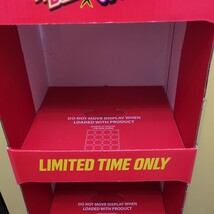 DO NOT MOVE DISPLAY WHEN
LOADED WITH PRODUCT
LIMITED TIME ONLY
DO NOT MOVE DISPLAY WHEN
LOADED WITH PRODUCT